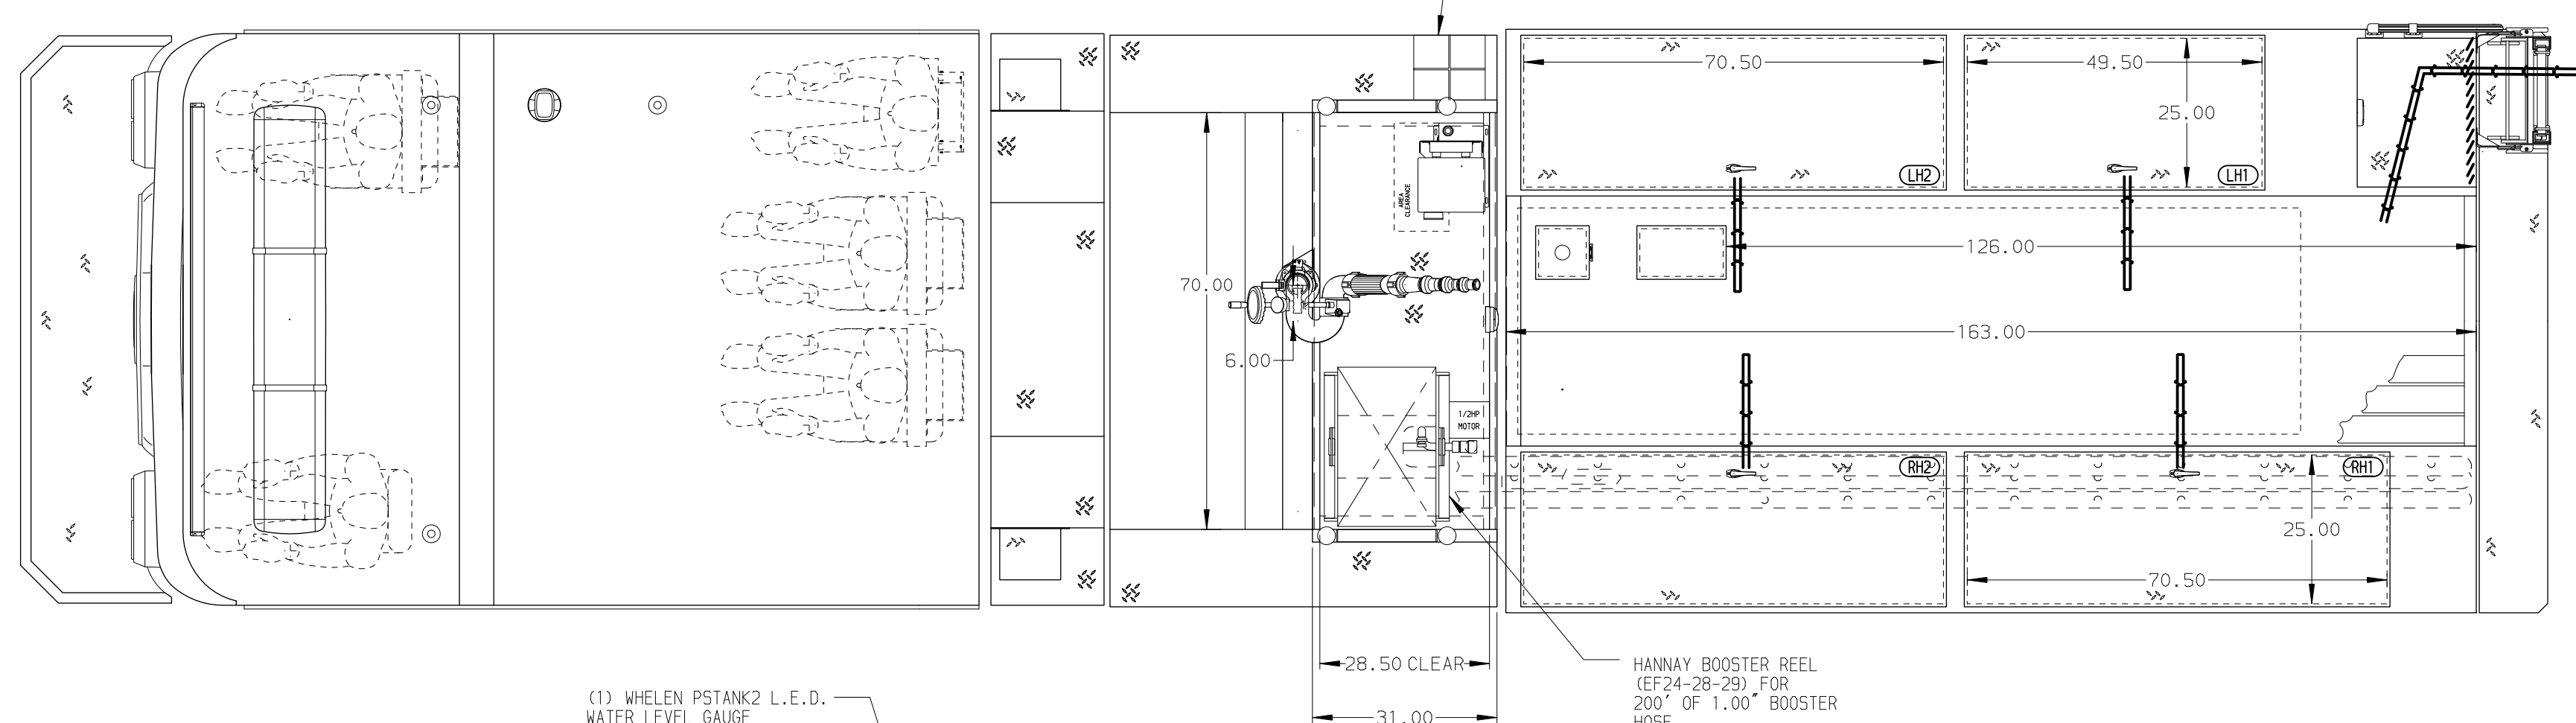 70.50
49.50
25.00
LH2
LH1
AREA
CLEARANCE
126.00
70.00
163.00
6.00
1/2HP
MOTOR
RH2
RH1
25.00
70.50
28.50 CLEAR
HANNAY BOOSTER REEL
(EF24-28-29) FOR
200' OF 1.00" BOOSTER
HOSE
(1) WHELEN PSTANK2 L.E.D.
WATER LEVEL GAUGE
31.00